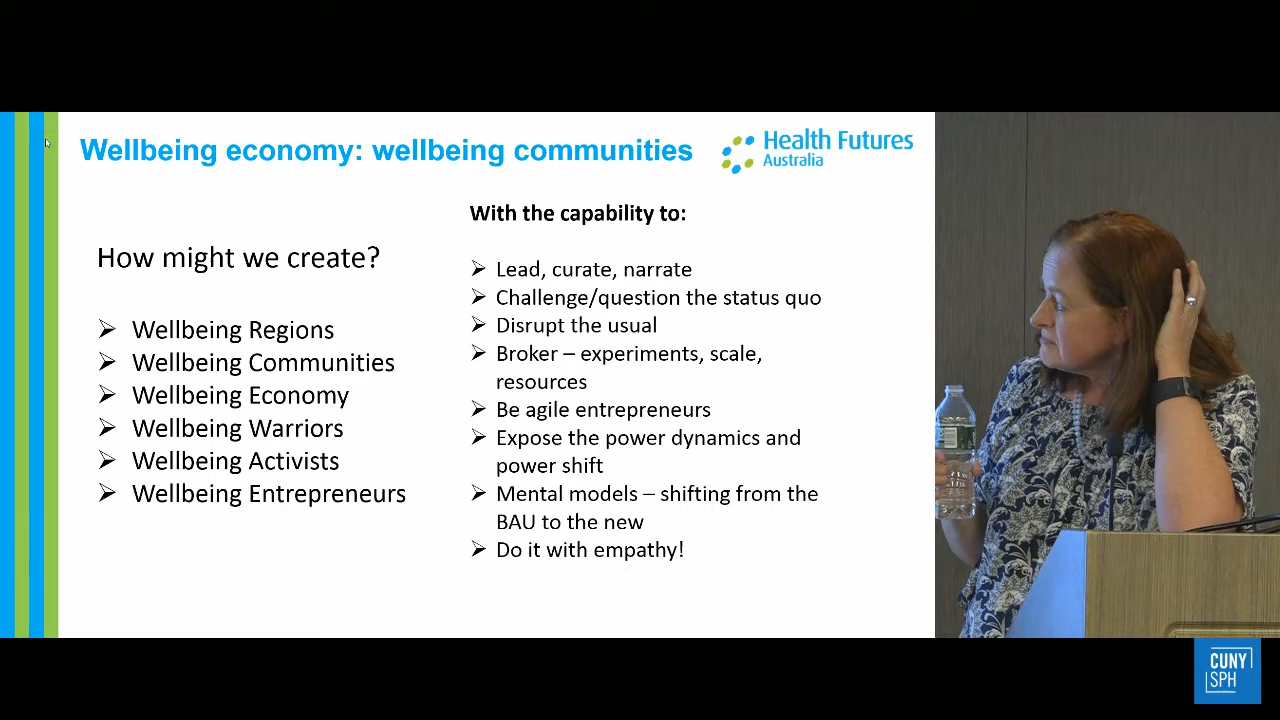 Wellbeing economy: wellbeing communities
Health Futures
Australia
How might we create?
Wellbeing Regions
Wellbeing Communities
Wellbeing Economy
Wellbeing Warriors
Wellbeing Activists
Wellbeing Entrepreneurs
With the capability to:
Lead, curate, narrate
Challenge/question the status quo
Disrupt the usual
Broker – experiments, scale,
resources
Be agile entrepreneurs
Expose the power dynamics and
power shift
Mental models – shifting from the
BAU to the new
Do it with empathy!
CUNY
SPH